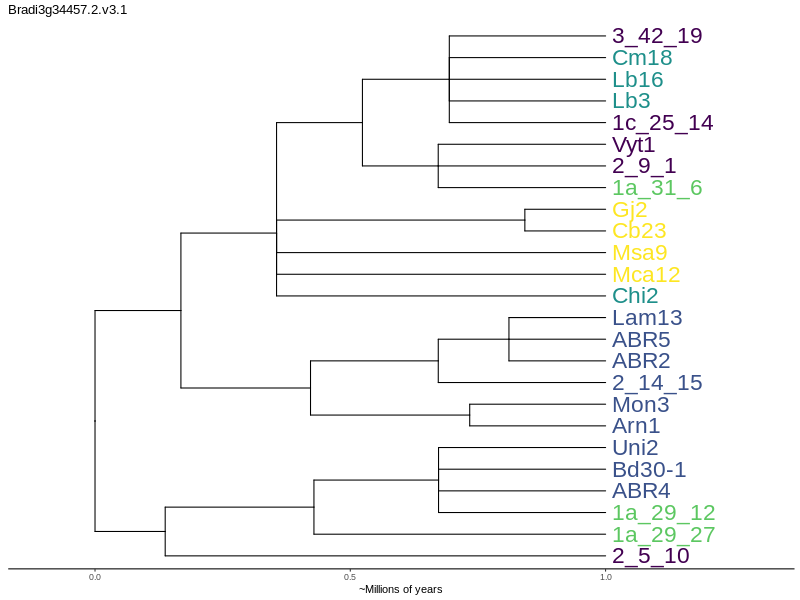 Bradi3g34457.2.v3.1
3_42_19
Cm18
Lb16
Lb3
1c_25_14
Vyt1
2_9_1
1a_31_6
Gj2
Cb23
Msa9
Mca12
Chi2
Lam13
ABR5
ABR2
2_14_15
Mon3
Arn1
Uni2
Bd30-1
ABR4
1a_29_12
1a_29_27
2_5_10
0.0 0.5 1.0
~Millions of years